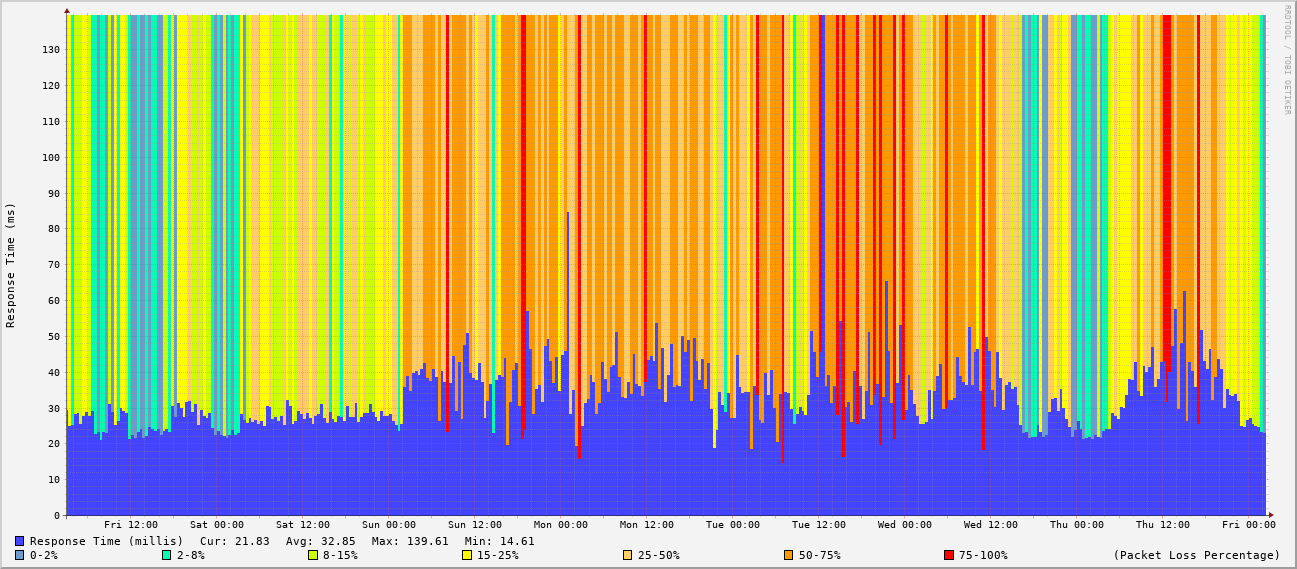 RRDTOOL / TOBI OETIKER
Response Time (ms)
130
120
110
100
90
80
70
60
50
40
30
20
10
0
Fri 12:00 Sat 00:00 Sat 12:00 Sun 00:00 Sun 12:00 Mon 00:00 Mon 12:00 Tue 00:00 Tue 12:00 Wed 00:00 Wed 12:00 Thu 00:00 Thu 12:00 Fri 00:00
Response Time (millis) Cur: 21.83 Avg: 32.85 Max: 139.61 Min: 14.61
0-2% 2-8% 8-15% 15-25% 25-50% 50-75% 75-100% (Packet Loss Percentage)